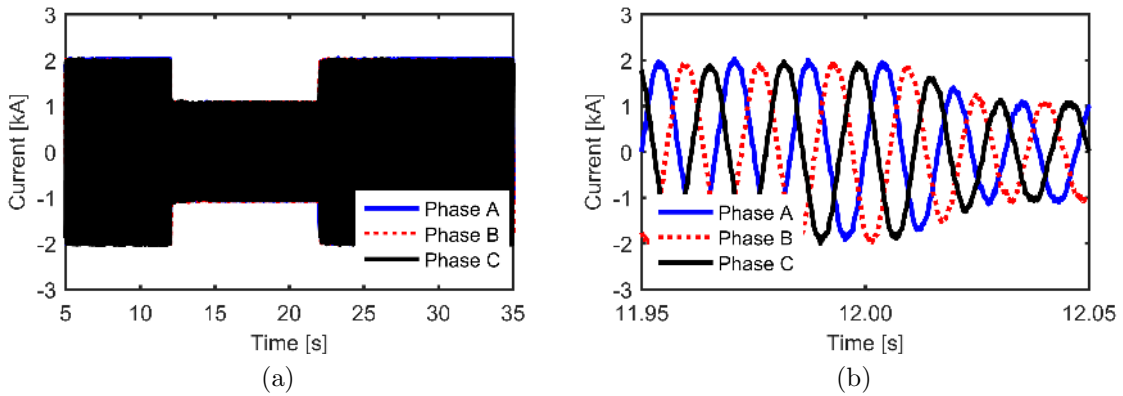 3
2
1
0
-1
-2
-3
Current [kA]
Phase A
Phase B
Phase C
5 10 15 20 25 30 35
Time [s]
(a)
3
2
1
0
-1
-2
-3
Current [kA]
Phase A
Phase B
Phase C
11.95 12.00 12.05
Time [s]
(b)